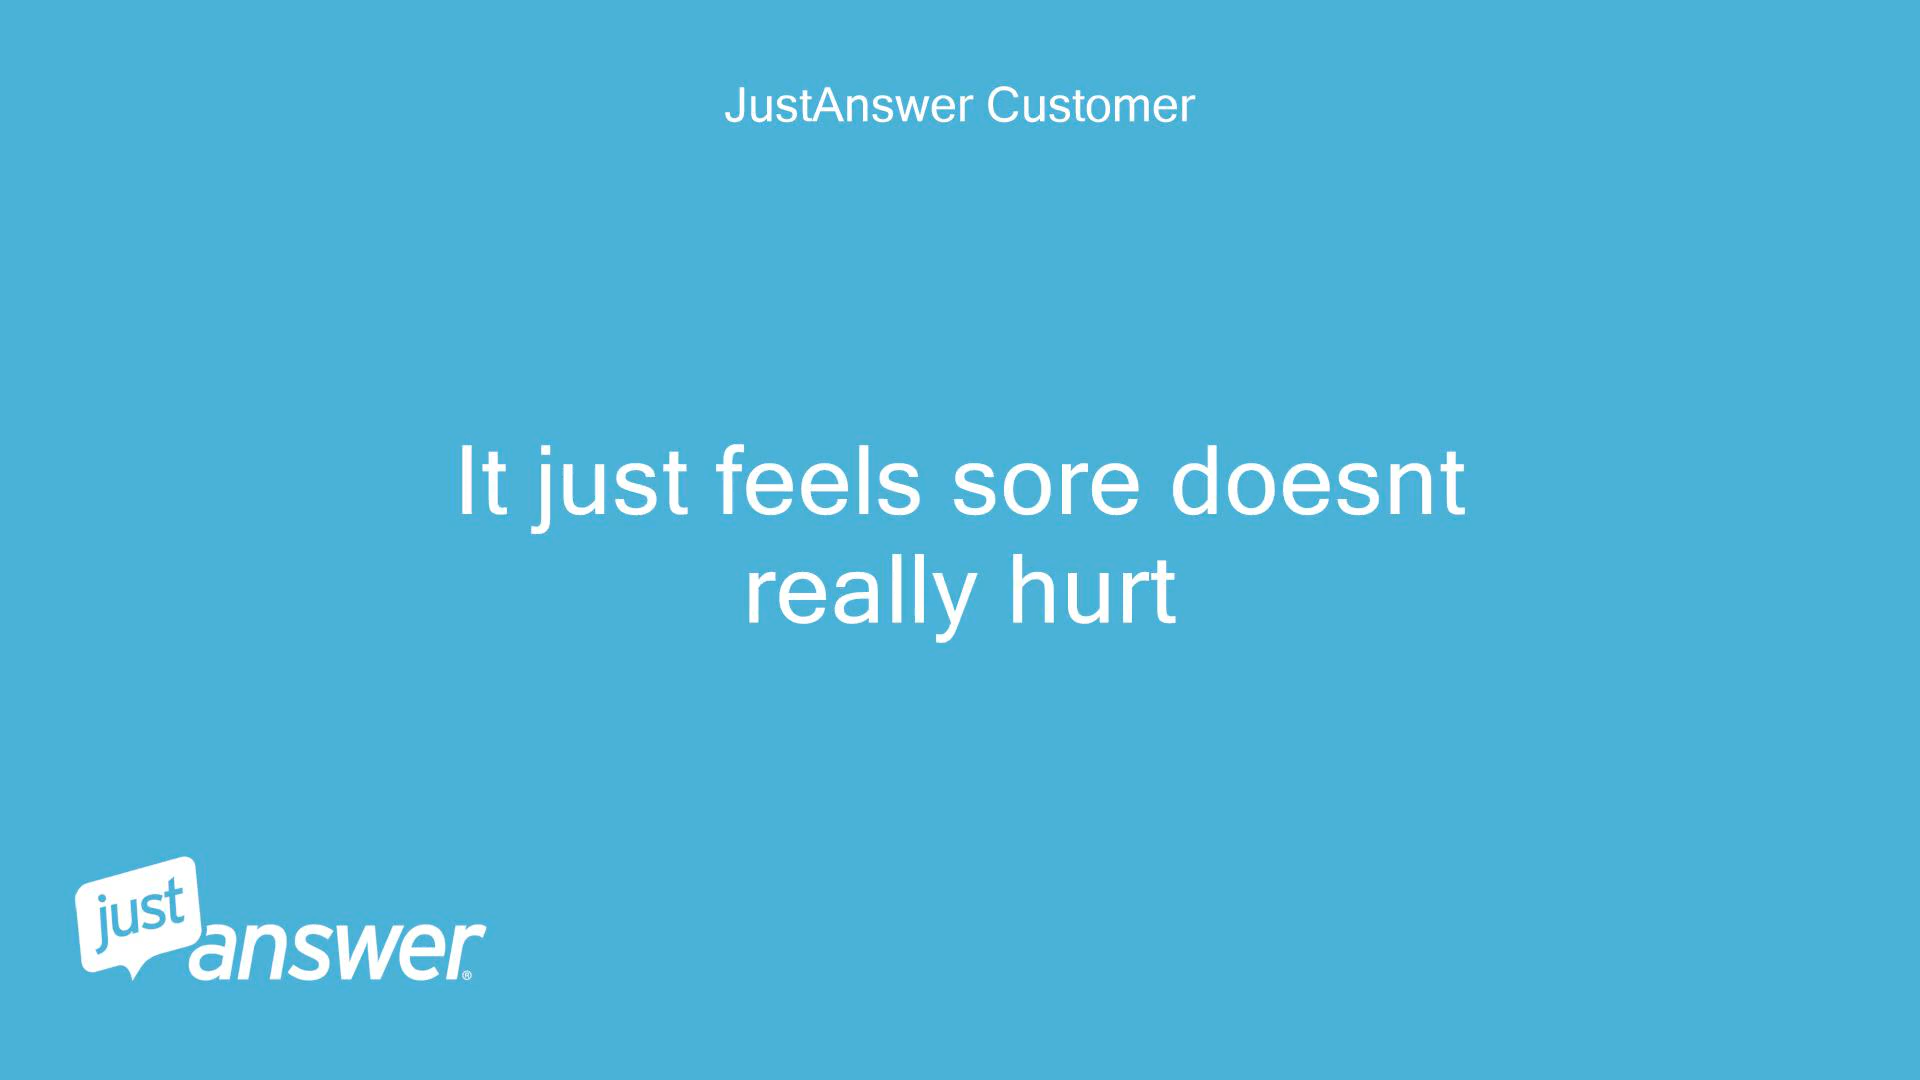 JustAnswer Customer
It just feels sore doesnt
really hurt
just
answer®